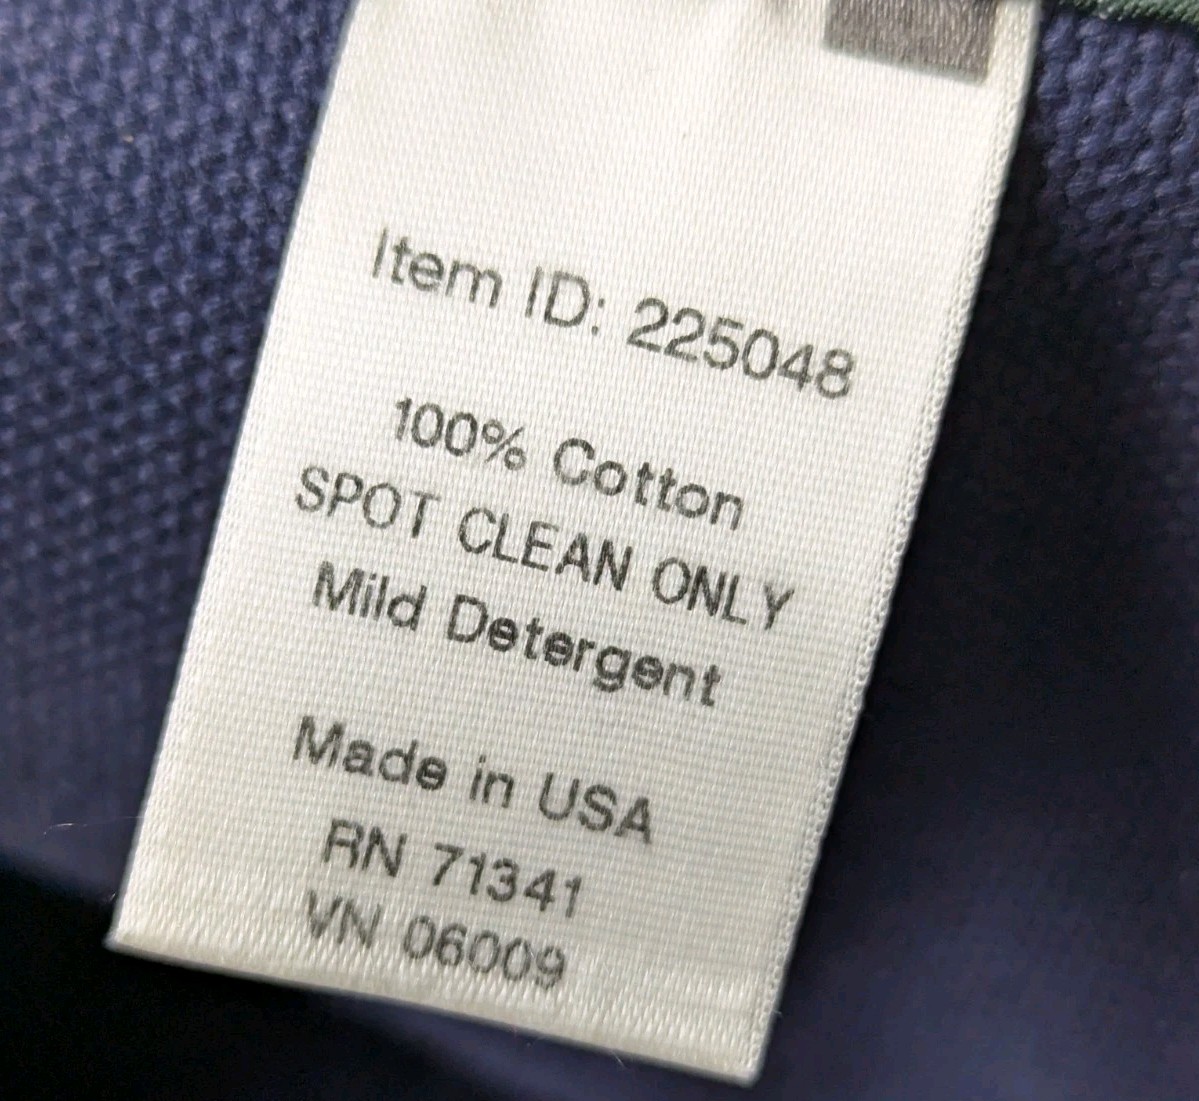 Item ID: 225048
100% Cotton
SPOT CLEAN ONLY
Mild Detergent
Made in USA
RN 71341
VN 06009